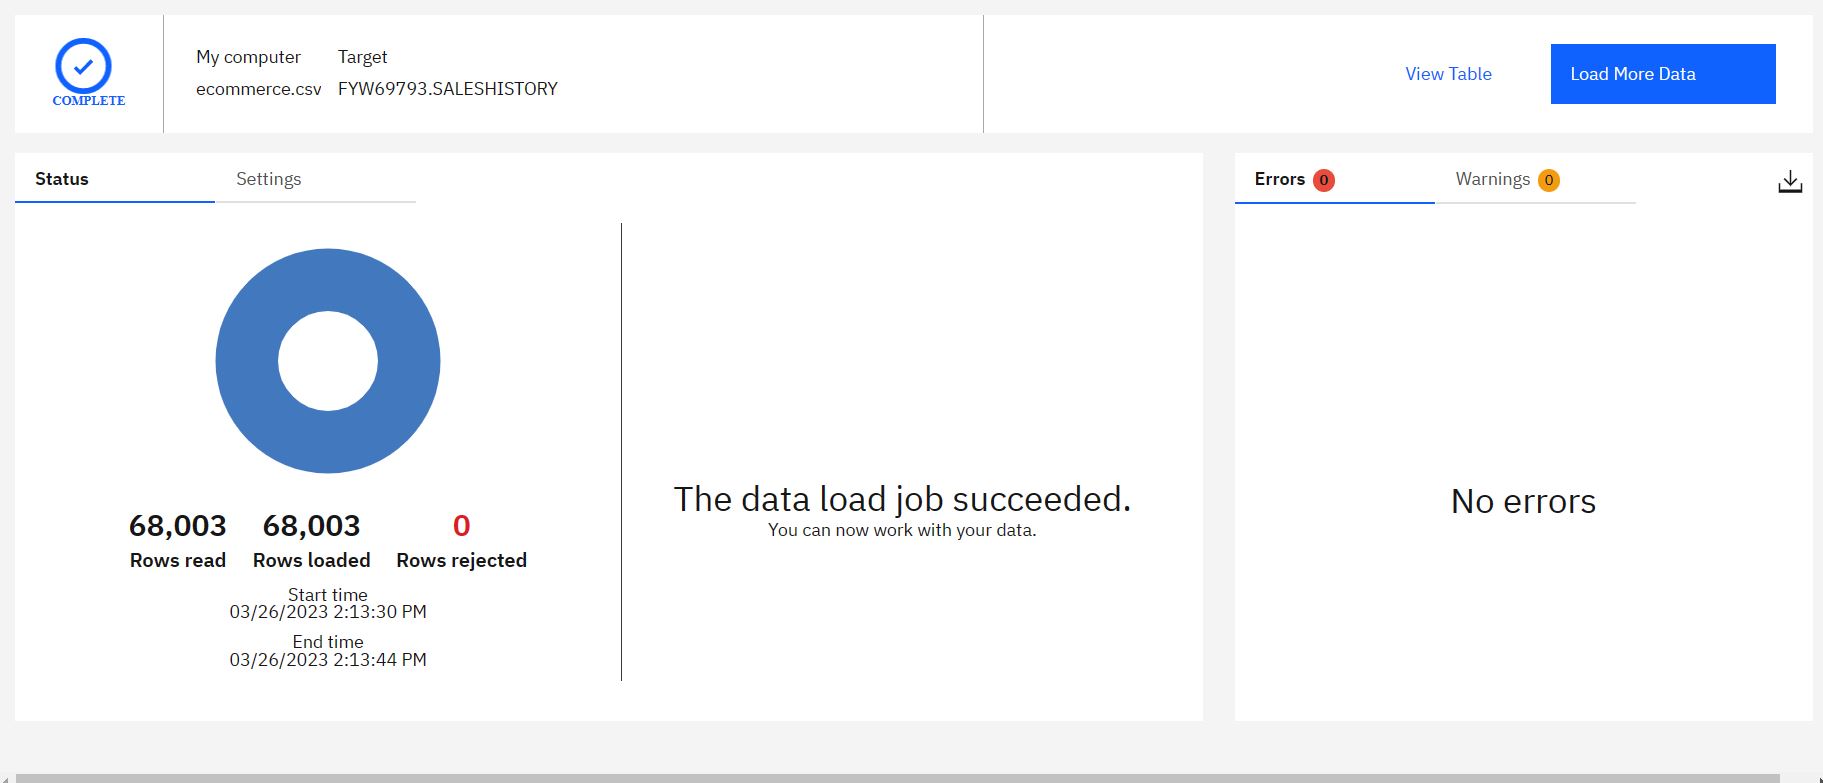 COMPLETE
My computer Target
ecommerce.csv FYW69793.SALESHISTORY
View Table
Load More Data
Status Settings
68,003 68,003 0
Rows read Rows loaded Rows rejected
Start time
03/26/2023 2:13:30 PM
End time
03/26/2023 2:13:44 PM
The data load job succeeded.
You can now work with your data.
Errors 0 Warnings 0
No errors